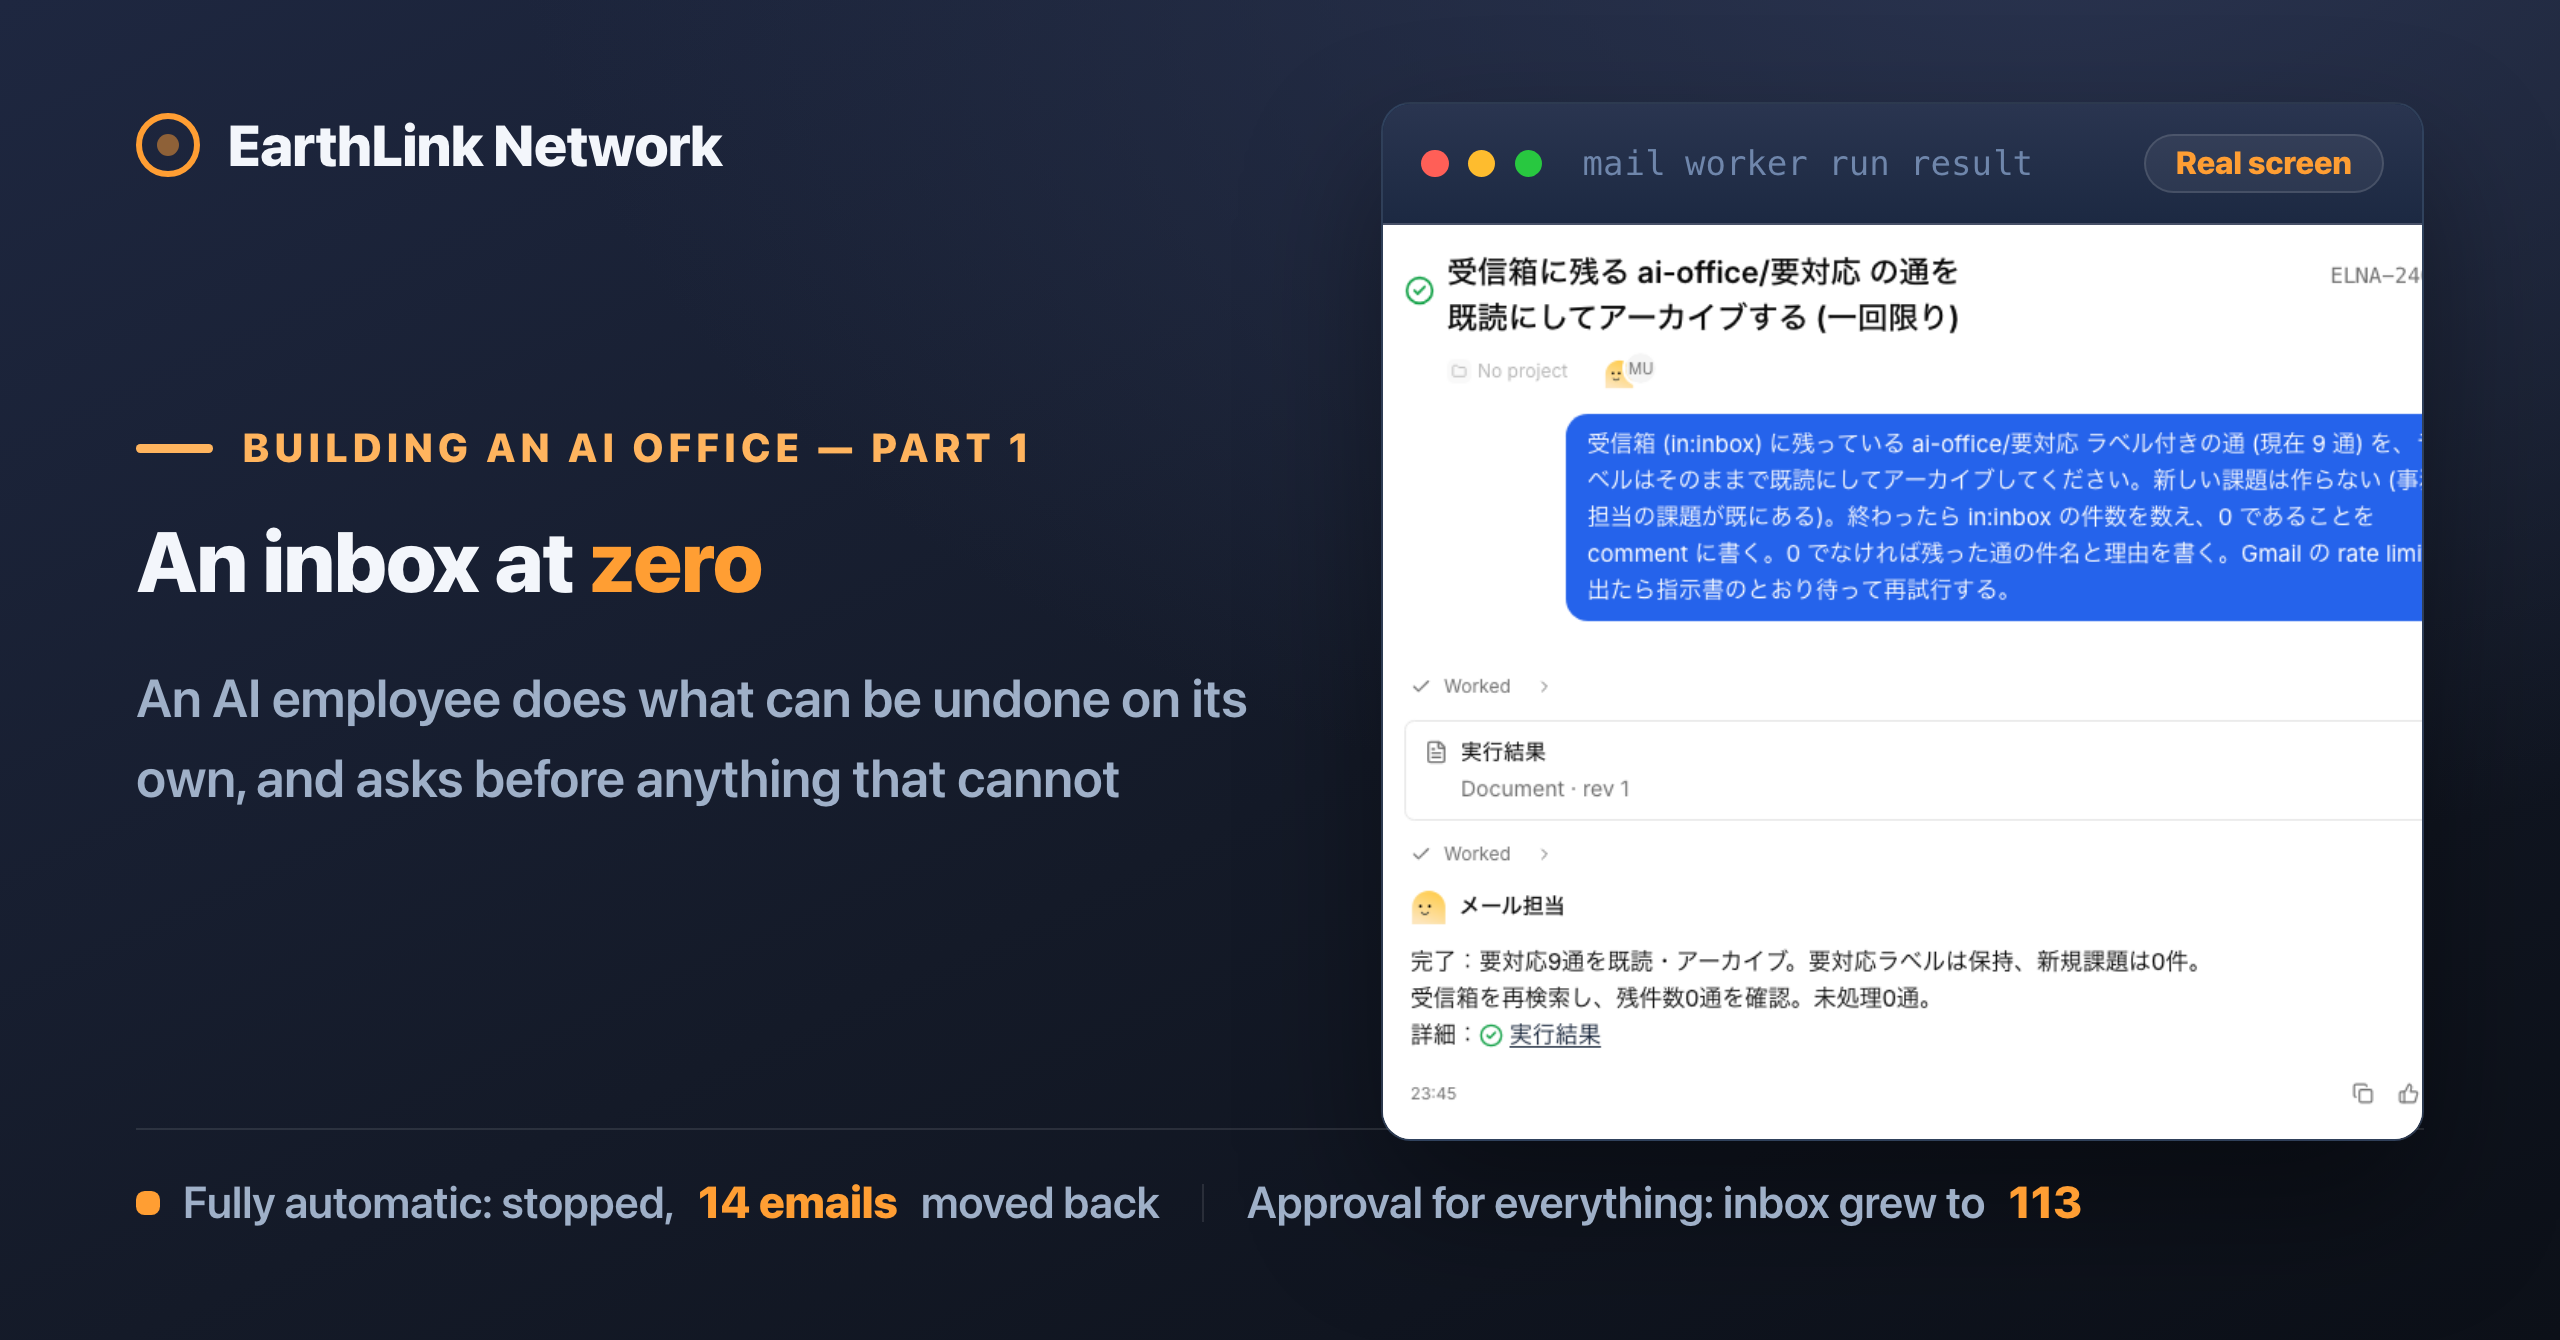 EarthLink Network
BUILDING AN AI OFFICE — PART 1
An inbox at zero
An AI employee does what can be undone on its
own, and asks before anything that cannot
mail worker run result
Real screen
受信箱に残る ai-office/要対応 の通を
既読にしてアーカイブする (一回限り)
ELNA-24
No project
MU
受信箱 (in:inbox) に残っている ai-office/要対応 ラベル付きの通 (現在 9 通) を、
ベルはそのままで既読にしてアーカイブしてください。新しい課題は作らない (事
担当の課題が既にある)。終わったら in:inbox の件数を数え、0 であることを
comment に書く。0 でなければ残った通の件名と理由を書く。Gmail の rate limi
出たら指示書のとおり待って再試行する。
Worked
実行結果
Document · rev 1
Worked
メール担当
完了：要対応9通を既読・アーカイブ。要対応ラベルは保持、新規課題は0件。
受信箱を再検索し、残件数0通を確認。未処理0通。
詳細：実行結果
23:45
Fully automatic: stopped, 14 emails moved back
Approval for everything: inbox grew to 113